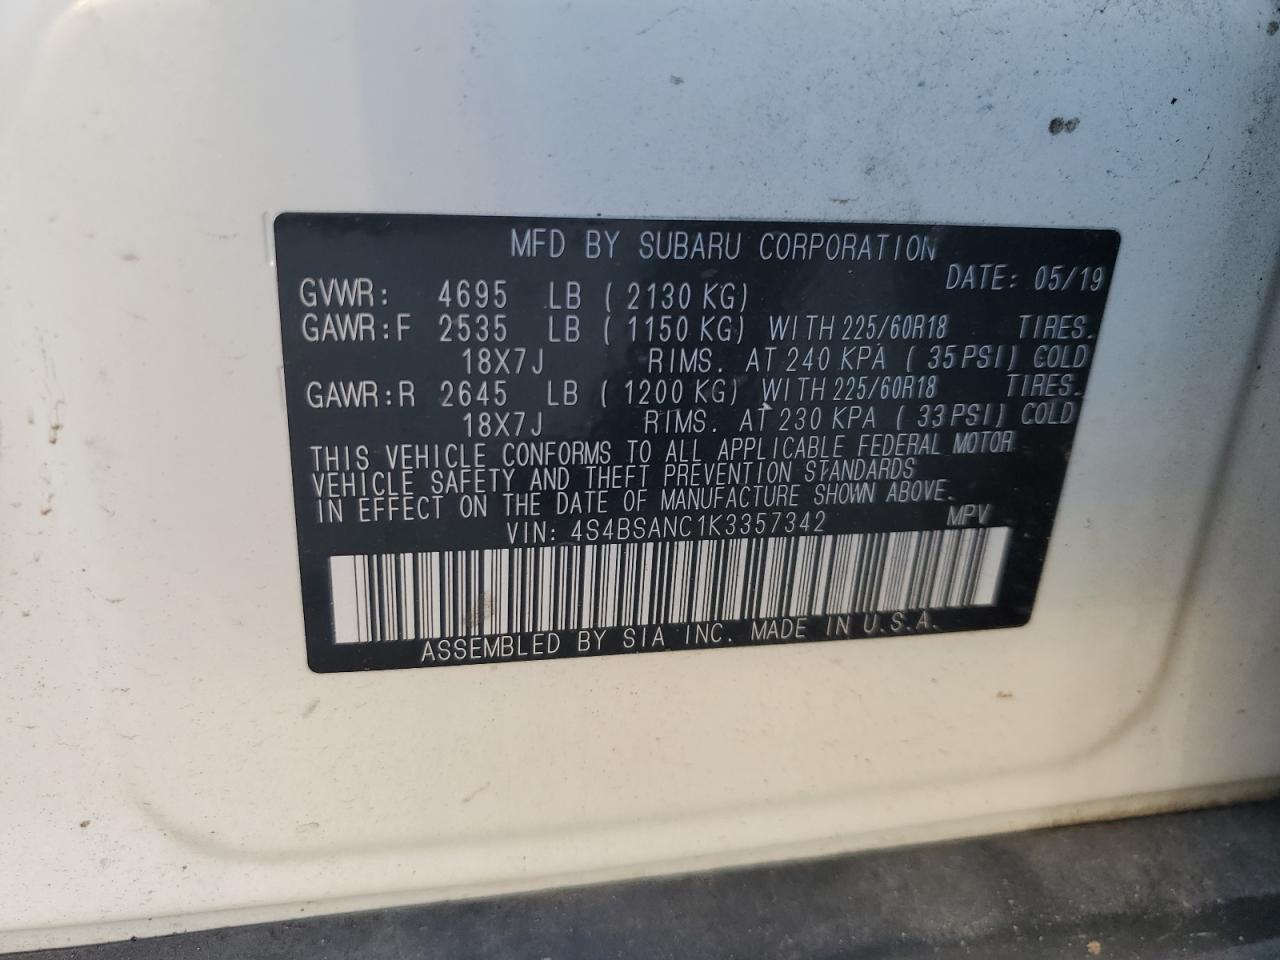 MFD BY SUBARU CORPORATION
DATE: 05/19
GVWR: 4695 LB ( 2130 KG)
GAWR:F 2535 LB ( 1150 KG) WITH 225/60R18 TIRES.
18X7J RIMS. AT 240 KPA ( 35 PSI) COLD
GAWR:R 2645 LB ( 1200 KG) WITH 225/60R18 TIRES.
18X7J RIMS. AT 230 KPA ( 33 PSI) COLD
THIS VEHICLE CONFORMS TO ALL APPLICABLE FEDERAL MOTOR
VEHICLE SAFETY AND THEFT PREVENTION STANDARDS
IN EFFECT ON THE DATE OF MANUFACTURE SHOWN ABOVE.
VIN: 4S4BSANC1K3357342 MPV
ASSEMBLED BY SIA INC. MADE IN U.S.A.